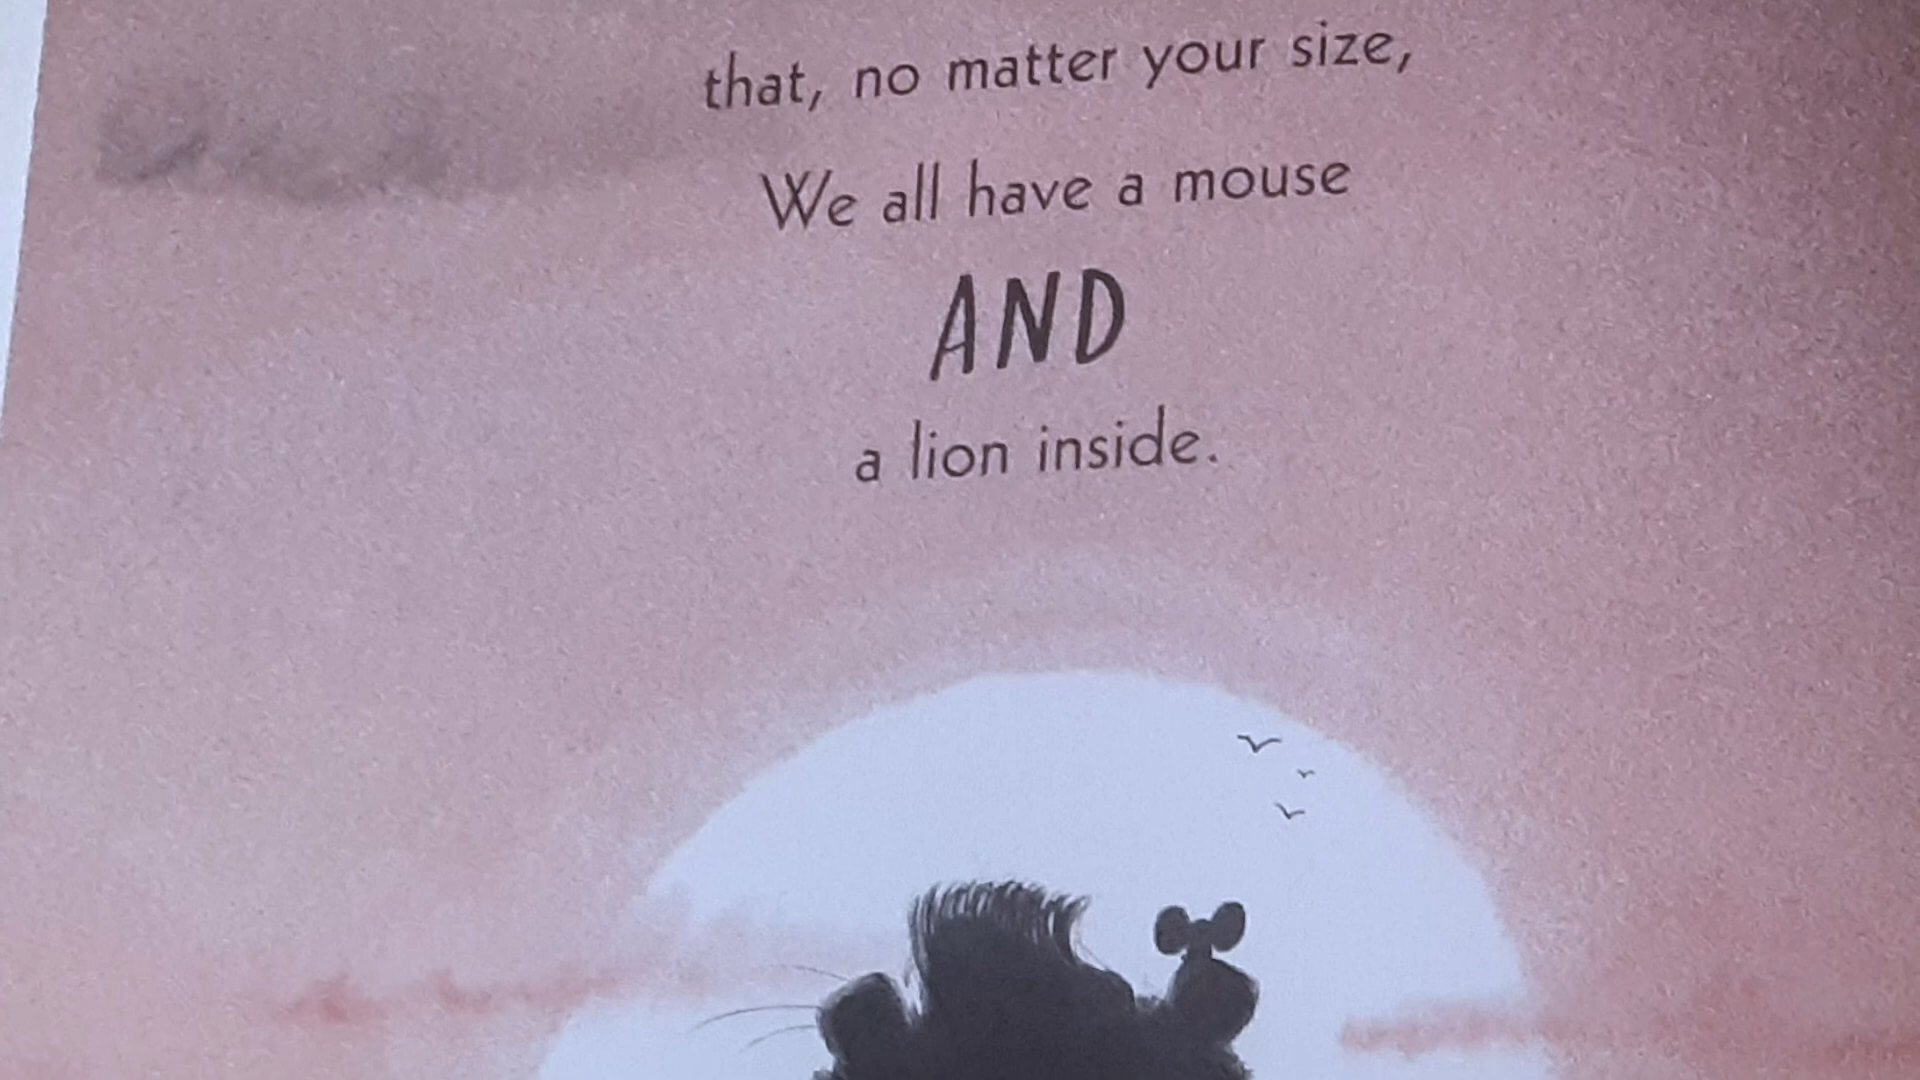 that, no matter your size,
We all have a mouse
AND
a lion inside.